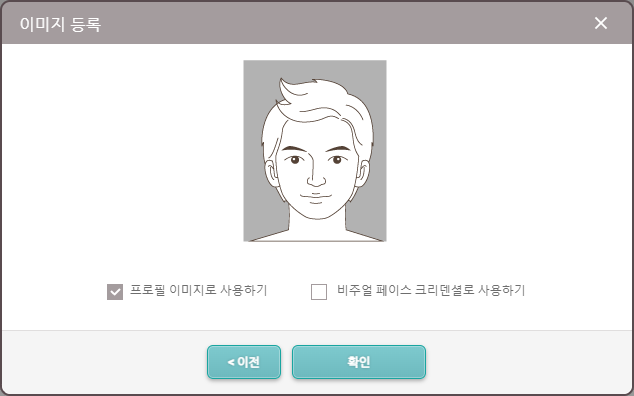 이미지 등록
프로필 이미지로 사용하기
비주얼 페이스 크리덴셜로 사용하기
< 이전
확인